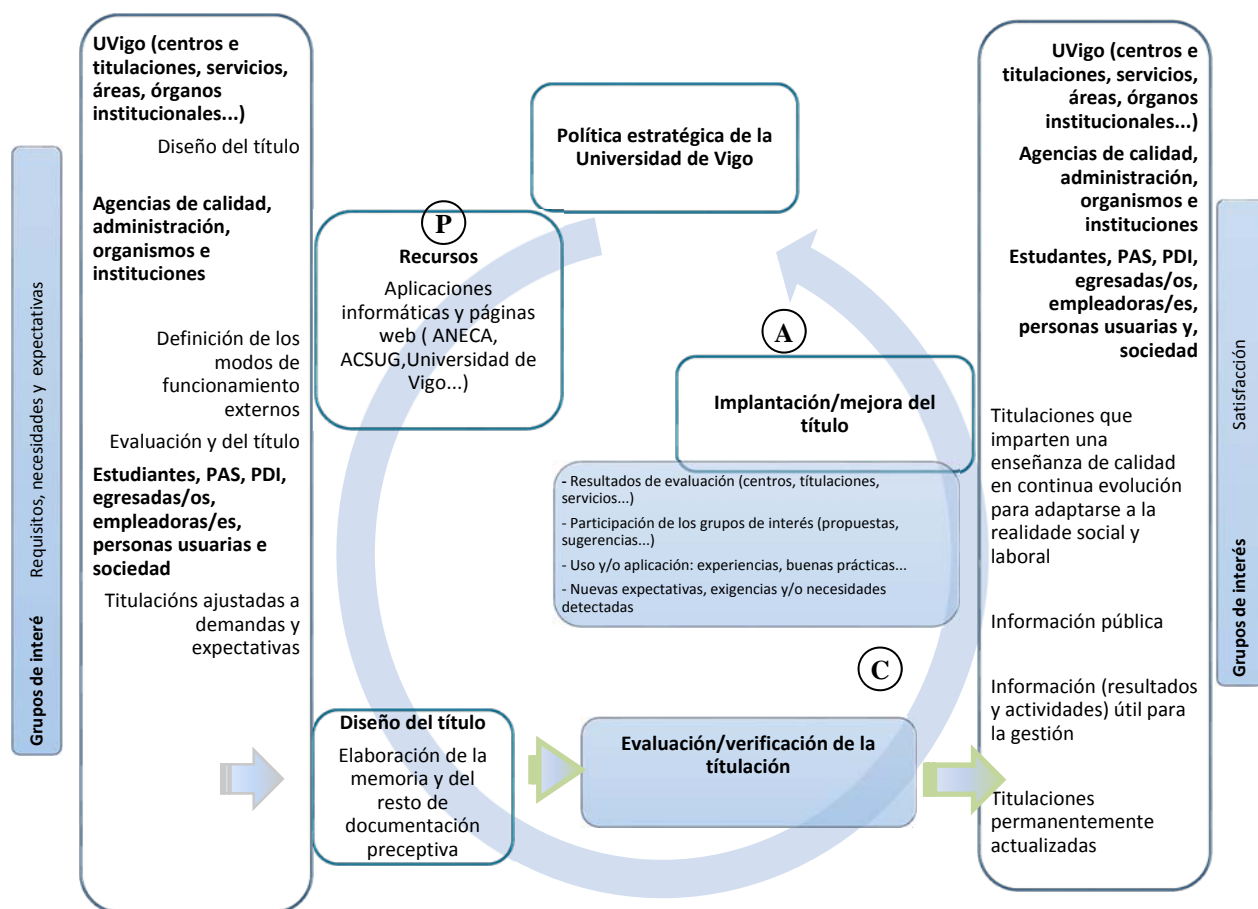 Grupos de interé Requisitos, necesidades y expectativas
UVigo (centros e
titulaciones, servicios,
áreas, órganos
institucionales...)
Diseño del título
Agencias de calidad,
administración,
organismos e
instituciones
Definición de los
modos de
funcionamiento
externos
Evaluación y del título
Estudiantes, PAS, PDI,
egresadas/os,
empleadoras/es,
personas usuarias e
sociedad
Titulacións ajustadas a
demandas y
expectativas
Política estratégica de la
Universidad de Vigo
P
Recursos
Aplicaciones
informáticas y páginas
web ( ANECA,
ACSUG,Universidad de
Vigo...)
A
Implantación/mejora del
título
- Resultados de evaluación (centros, títulaciones,
servicios...)
- Participación de los grupos de interés (propuestas,
sugerencias...)
- Uso y/o aplicación: experiencias, buenas prácticas...
- Nuevas expectativas, exigencias y/o necesidades
detectadas
C
Diseño del título
Elaboración de la
memoria y del
resto de
documentación
preceptiva
Evaluación/verificación de la
títulación
UVigo (centros e
titulaciones, servicios,
áreas, órganos
institucionales...)
Agencias de calidad,
administración,
organismos e
instituciones
Estudiantes, PAS, PDI,
egresadas/os,
empleadoras/es,
personas usuarias y,
sociedad
Titulaciones que
imparten una
enseñanza de calidad
en continua evolución
para adaptarse a la
realidade social y
laboral
Información pública
Información (resultados
y actividades) útil para
la gestión
Titulaciones
permanentemente
actualizadas
Grupos de interés Satisfacción